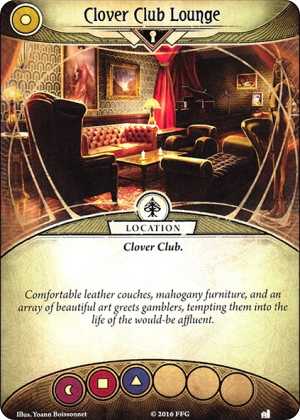 Clover Club Lounge
LOCATION
Clover Club.
Comfortable leather couches, mahogany furniture, and an
array of beautiful art greets gamblers, tempting them into the
life of the would-be affluent.
Illus. Yoann Boissonnet
© 2016 FFG